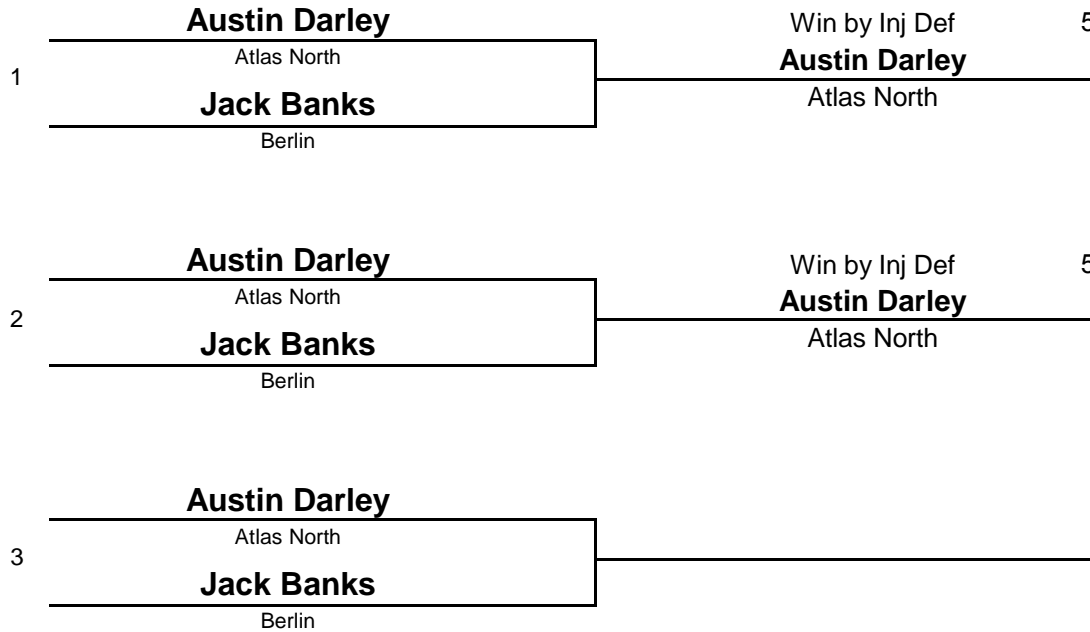 Austin Darley
Atlas North
1
Jack Banks
Berlin
Win by Inj Def 5
Austin Darley
Atlas North
Austin Darley
Atlas North
2
Jack Banks
Berlin
Win by Inj Def 5
Austin Darley
Atlas North
Austin Darley
Atlas North
3
Jack Banks
Berlin